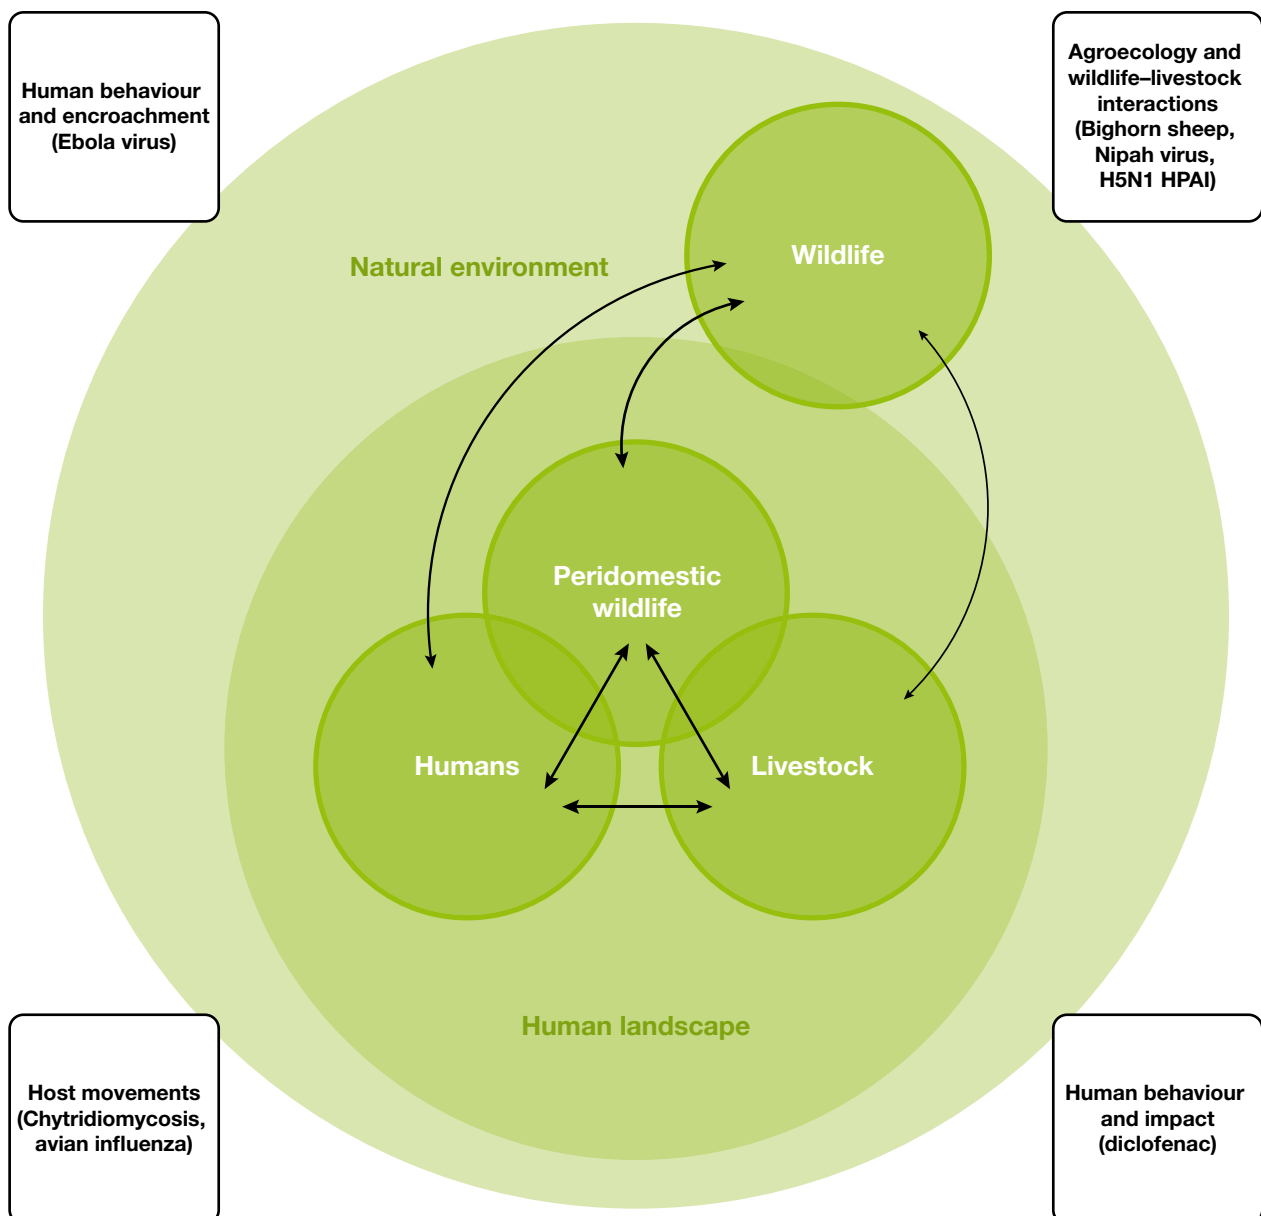 Human behaviour
and encroachment
(Ebola virus)
Agroecology and
wildlife–livestock
interactions
(Bighorn sheep,
Nipah virus,
H5N1 HPAI)
Wildlife
Natural environment
Peridomestic
wildlife
Humans
Livestock
Human landscape
Host movements
(Chytridiomycosis,
avian influenza)
Human behaviour
and impact
(diclofenac)